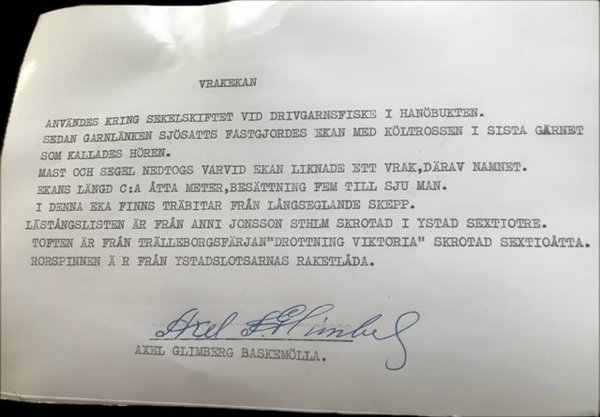 VRAKEKAN
ANVÄNDES KRING SEKELSKIFTET VID DRIVGARNSFISKE I HANÖBUKTEN.
SEDAN GARNLÄNKEN SJÖSATTS FASTGJORDES EKAN MED KÖLTROSSEN I SISTA GARNET
SOM KALLADES HÖREN.
MAST OCH SEGEL NEDTOGS VARVID EKAN LIKNADE ETT VRAK,DÄRAV NAMNET.
EKANS LÄNGD C:A ÅTTA METER,BESÄTTNING FEM TILL SJU MAN.
I DENNA EKA FINNS TRÄBITAR FRÅN LÅNGSEGLANDE SKEPP.
LÄSTÅNGSLISTEN ÄR FRÅN ANNI JONSSON STHLM SKROTAD I YSTAD SEXTIOTRE.
TOFTEN ÄR FRÅN TRÄLLEBORGSFÄRJAN"DROTTNING VIKTORIA" SKROTAD SEXTIOÅTTA.
RORSPINNEN Ä R FRÅN YSTADSLOTSARNAS RAKETLÅDA.
Axel F. Glimberg
AXEL GLIMBERG BASKEMÖLLA.